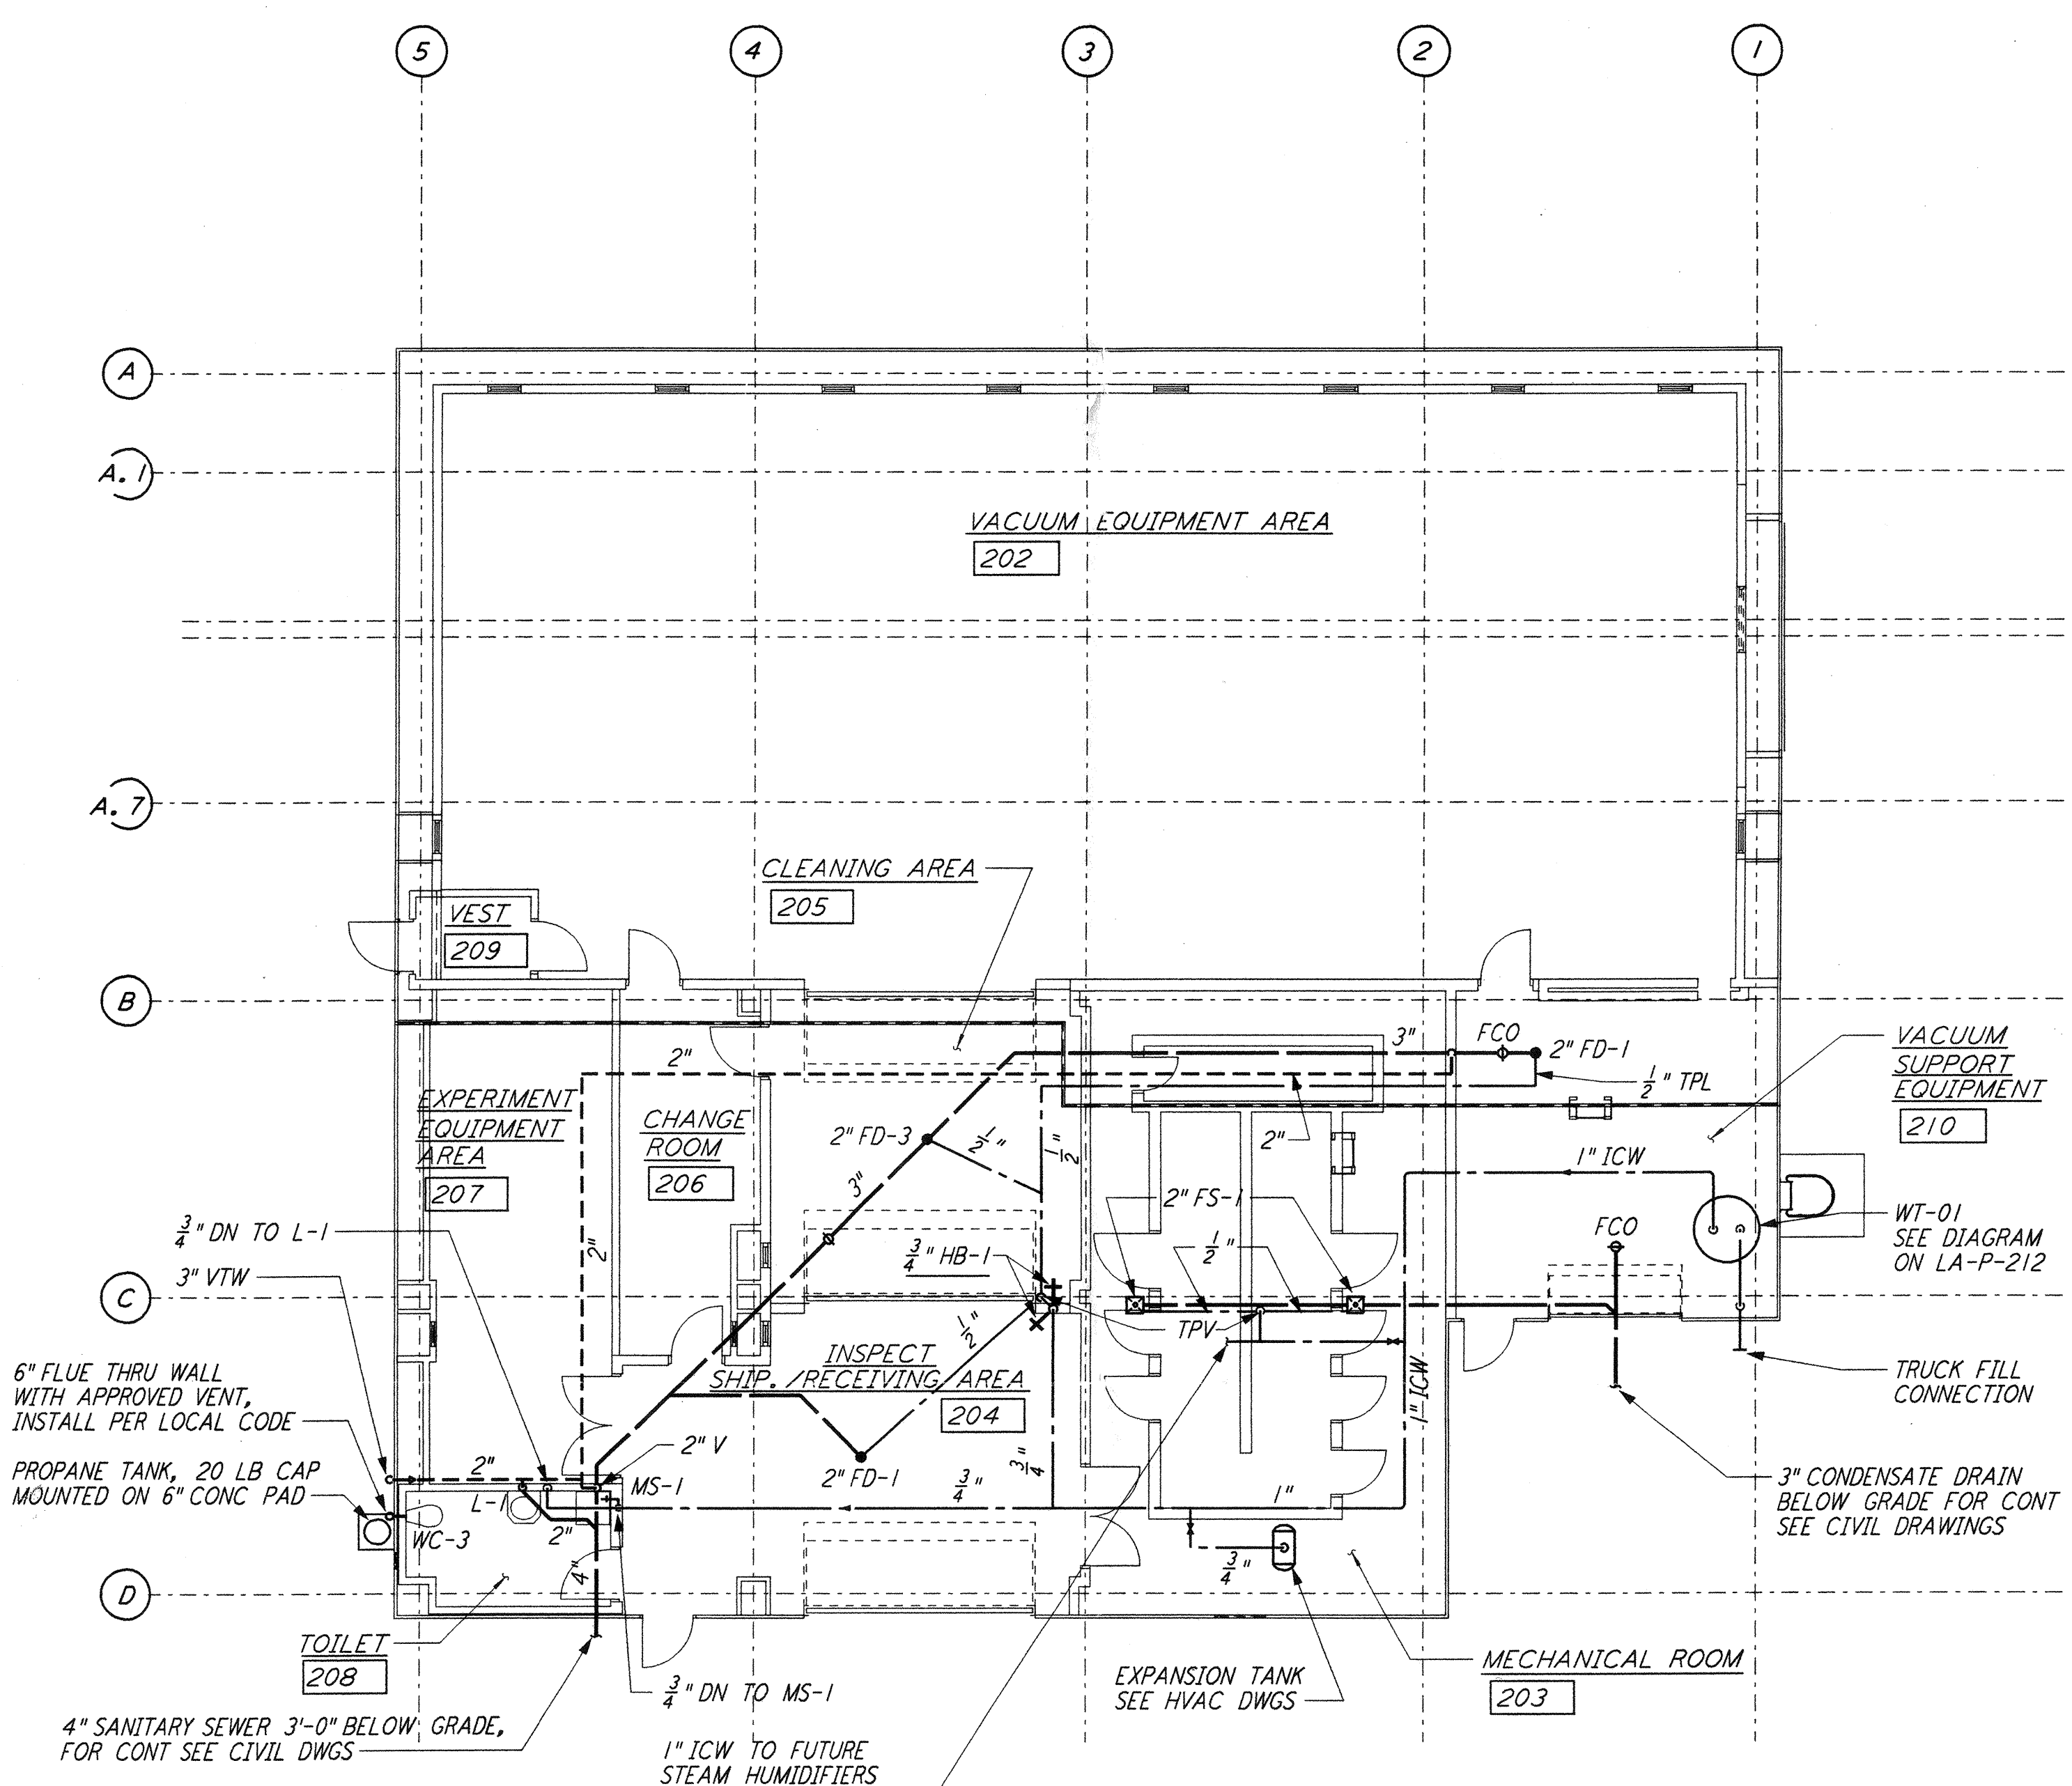 5 4 3 2 1
A
A.1
VACUUM EQUIPMENT AREA
202
A.7
CLEANING AREA
205
VEST
209
B
3" FCO 2" FD-1
1/2" TPL
2"
2"
VACUUM
SUPPORT
EQUIPMENT
210
EXPERIMENT
EQUIPMENT
AREA
207
CHANGE
ROOM
206
2" FD-3
1/2"
1/2"
3"
2"
1" ICW
2" FS-1
1/2"
FCO
WT-01
SEE DIAGRAM
ON LA-P-212
3/4" DN TO L-1
3" VTW
3/4" HB-1
C
TPV
1/2"
INSPECT
SHIP./RECEIVING AREA
204
1" ICW
TRUCK FILL
CONNECTION
6" FLUE THRU WALL
WITH APPROVED VENT,
INSTALL PER LOCAL CODE
PROPANE TANK, 20 LB CAP
MOUNTED ON 6" CONC PAD
2"
2" V
MS-1
L-1
2"
WC-3
4"
2" FD-1
3/4"
3/4"
1"
3/4"
3" CONDENSATE DRAIN
BELOW GRADE FOR CONT
SEE CIVIL DRAWINGS
D
TOILET
208
3/4" DN TO MS-1
EXPANSION TANK
SEE HVAC DWGS
MECHANICAL ROOM
203
4" SANITARY SEWER 3'-0" BELOW GRADE,
FOR CONT SEE CIVIL DWGS
1" ICW TO FUTURE
STEAM HUMIDIFIERS